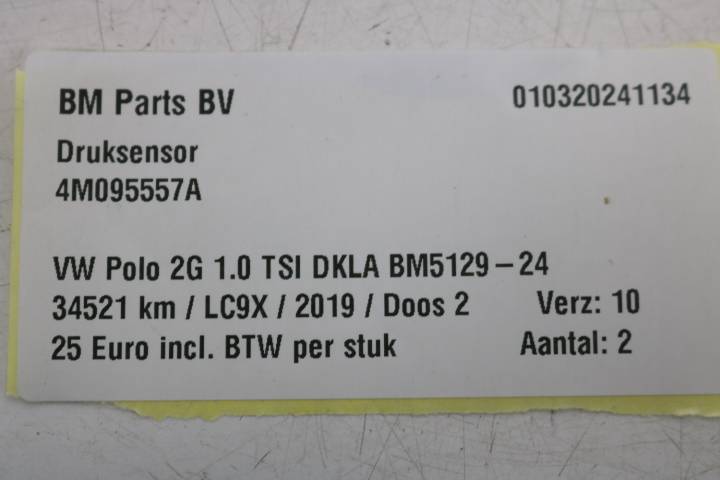 BM Parts BV 010320241134
Druksensor
4M095557A
VW Polo 2G 1.0 TSI DKLA BM5129-24
34521 km / LC9X / 2019 / Doos 2 Verz: 10
25 Euro incl. BTW per stuk Aantal: 2